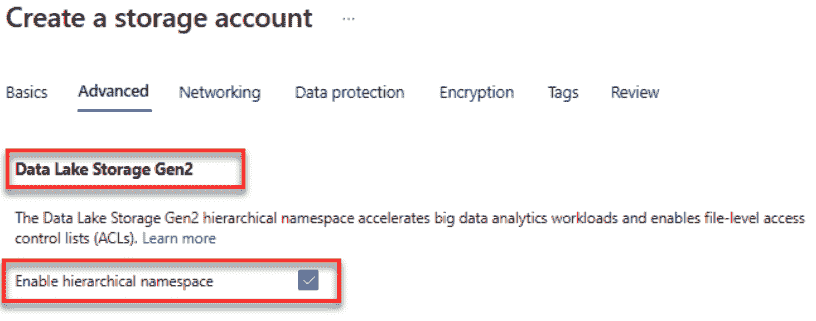 Create a storage account ...
Basics Advanced Networking Data protection Encryption Tags Review
Data Lake Storage Gen2
The Data Lake Storage Gen2 hierarchical namespace accelerates big data analytics workloads and enables file-level access
control lists (ACLs). Learn more
Enable hierarchical namespace